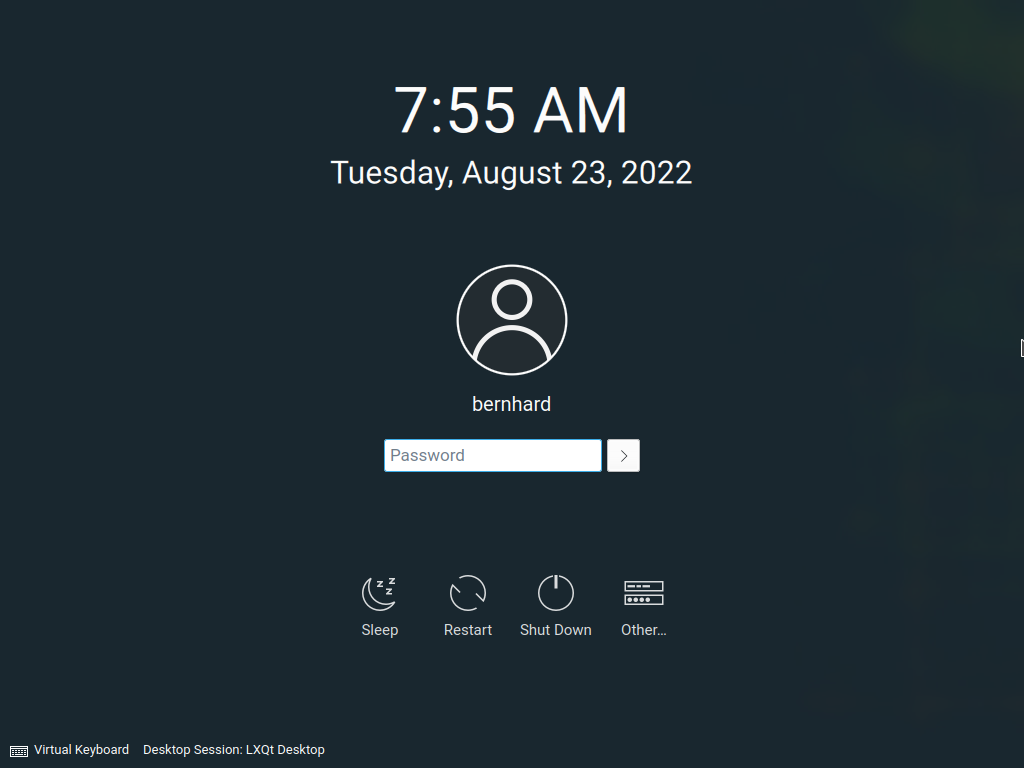 7:55 AM
Tuesday, August 23, 2022
bernhard
Password
Sleep Restart Shut Down Other...
Virtual Keyboard Desktop Session: LXQt Desktop